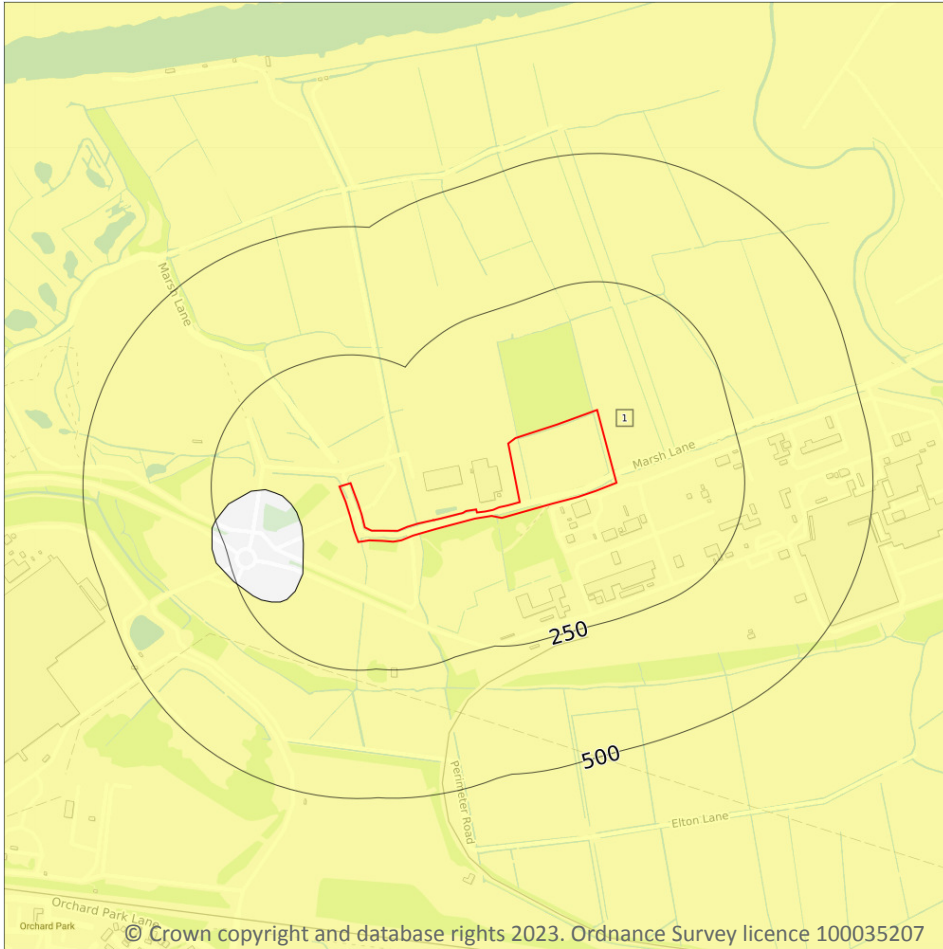 Marsh Lane
1
Marsh Lane
250
500
Perimeter Road
Elton Lane
Orchard Park Lane
Orchard Park
© Crown copyright and database rights 2023. Ordnance Survey licence 100035207